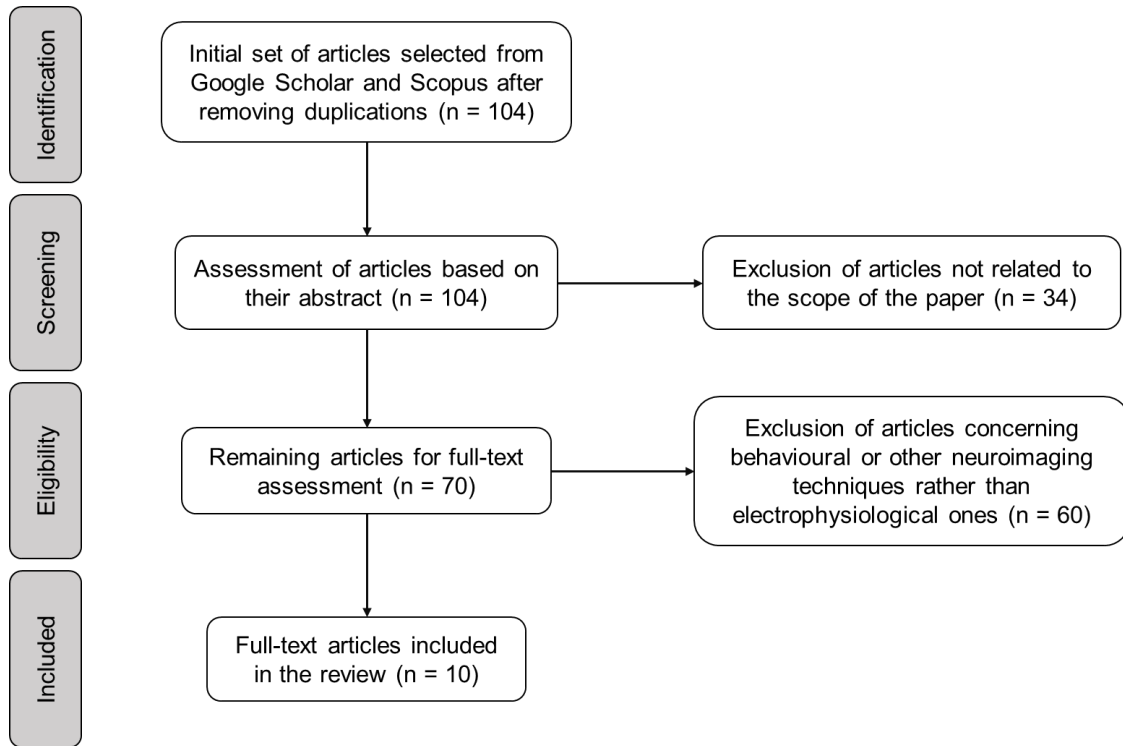 Identification
Initial set of articles selected from
Google Scholar and Scopus after
removing duplications (n = 104)
Screening
Assessment of articles based on
their abstract (n = 104)
Exclusion of articles not related to
the scope of the paper (n = 34)
Eligibility
Remaining articles for full-text
assessment (n = 70)
Exclusion of articles concerning
behavioural or other neuroimaging
techniques rather than
electrophysiological ones (n = 60)
Included
Full-text articles included
in the review (n = 10)